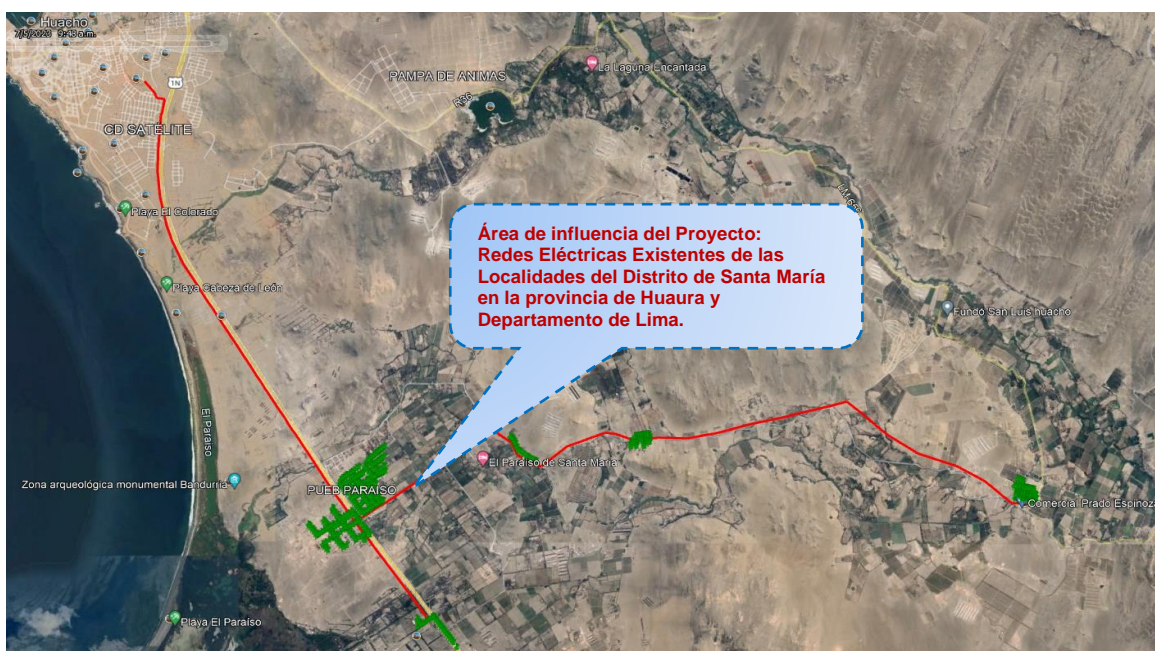 Huacho
7/5/2023 9:43 a.m.
1N
PAMPA DE ANIMAS
La Laguna Encantada
CD SATELITE
Playa El Colorado
Área de influencia del Proyecto:
Redes Eléctricas Existentes de las
Localidades del Distrito de Santa María
en la provincia de Huaura y
Departamento de Lima.
Playa Cabeza de León
Fundo San Luis huacho
El Paraiso
El Paraíso de Santa María
Zona arqueológica monumental Bandurria
PUEB PARAÍSO
Comercial Prado Espinoza
Playa El Paraíso